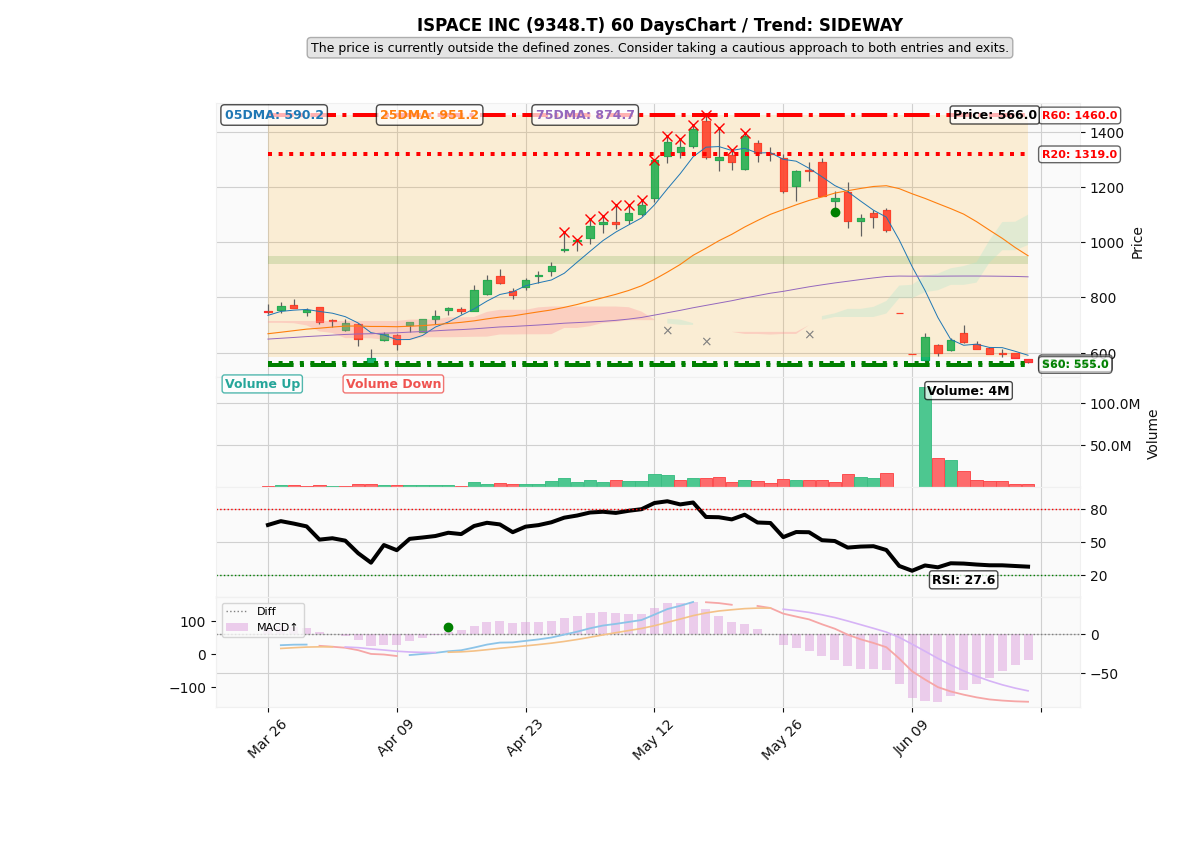 ISPACE INC (9348.T) 60 DaysChart / Trend: SIDEWAY
The price is currently outside the defined zones. Consider taking a cautious approach to both entries and exits.
05DMA: 590.2
25DMA: 951.2
75DMA: 874.7
Price: 566.0
R60: 1460.0
1400
R20: 1319.0
1200
1000
800
600
S60: 555.0
Price
Volume Up
Volume Down
Volume: 4M
100.0M
50.0M
Volume
80
50
20
RSI: 27.6
Diff
MACD↑
100
0
−100
0
−50
Mar 26
Apr 09
Apr 23
May 12
May 26
Jun 09